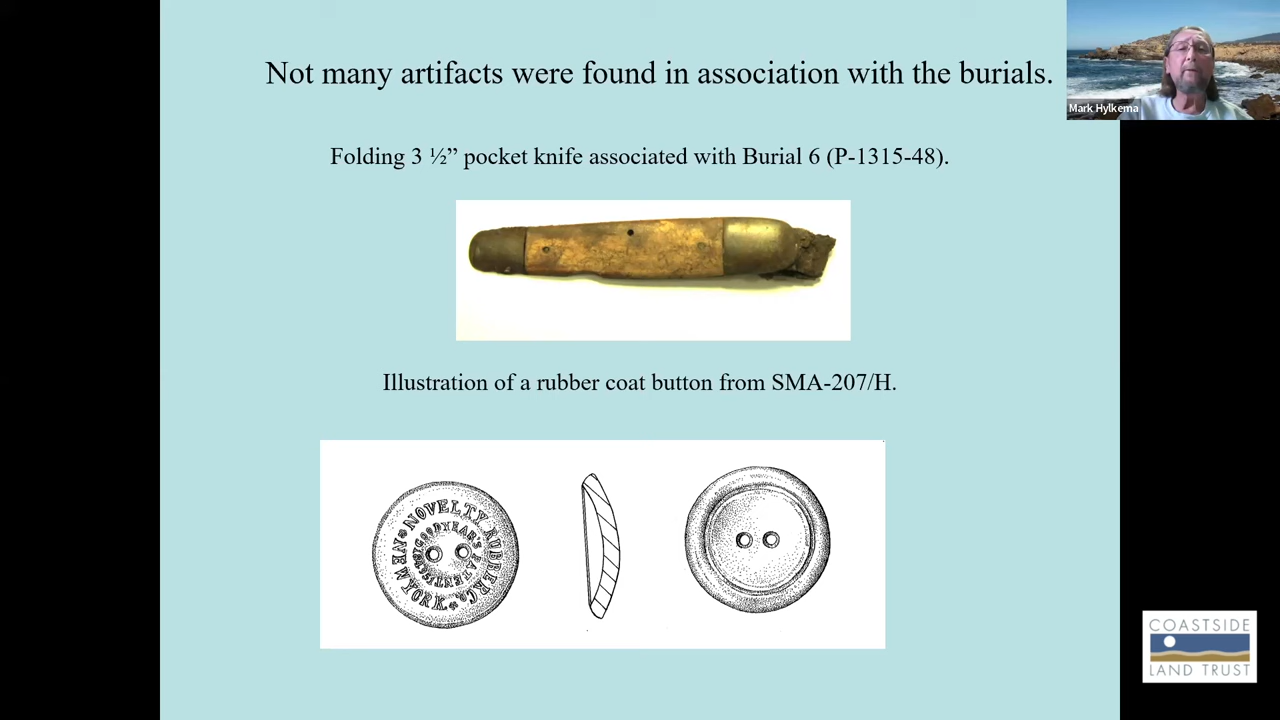 Not many artifacts were found in association with the burials.
Mark Hylkema
Folding 3 ½” pocket knife associated with Burial 6 (P-1315-48).
Illustration of a rubber coat button from SMA-207/H.
NOVELTY RUBBER Co.
NEW YORK
GOODYEAR'S PATENT
COASTSIDE
LAND TRUST